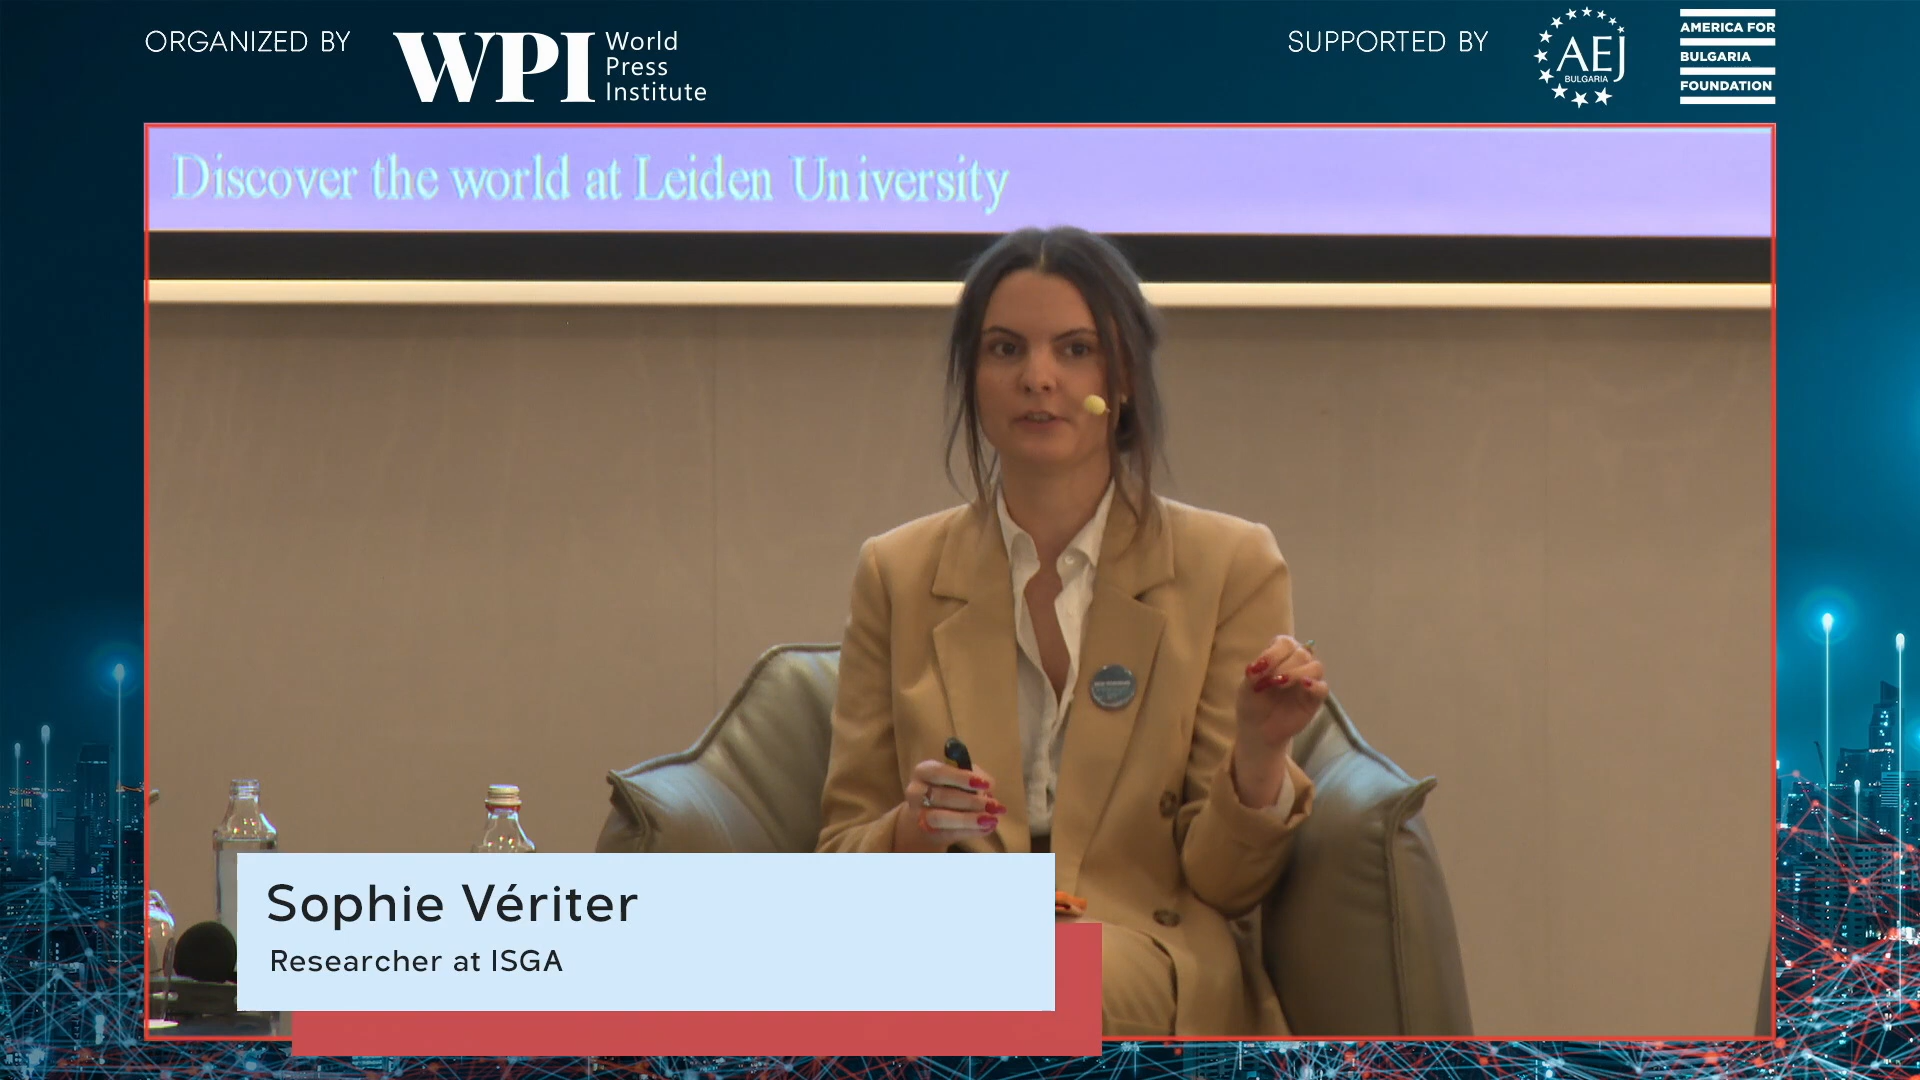 ORGANIZED BY
WPI
World
Press
Institute
SUPPORTED BY
AEJ
BULGARIA
AMERICA FOR
BULGARIA
FOUNDATION
Discover the world at Leiden University
Sophie Vériter
Researcher at ISGA